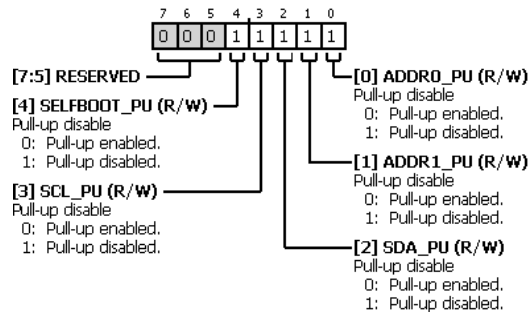 7 6 5 4 3 2 1 0
0 0 0 1 1 1 1 1
[7:5] RESERVED
[4] SELFBOOT_PU (R/W)
Pull-up disable
0: Pull-up enabled.
1: Pull-up disabled.
[3] SCL_PU (R/W)
Pull-up disable
0: Pull-up enabled.
1: Pull-up disabled.
[0] ADDR0_PU (R/W)
Pull-up disable
0: Pull-up enabled.
1: Pull-up disabled.
[1] ADDR1_PU (R/W)
Pull-up disable
0: Pull-up enabled.
1: Pull-up disabled.
[2] SDA_PU (R/W)
Pull-up disable
0: Pull-up enabled.
1: Pull-up disabled.